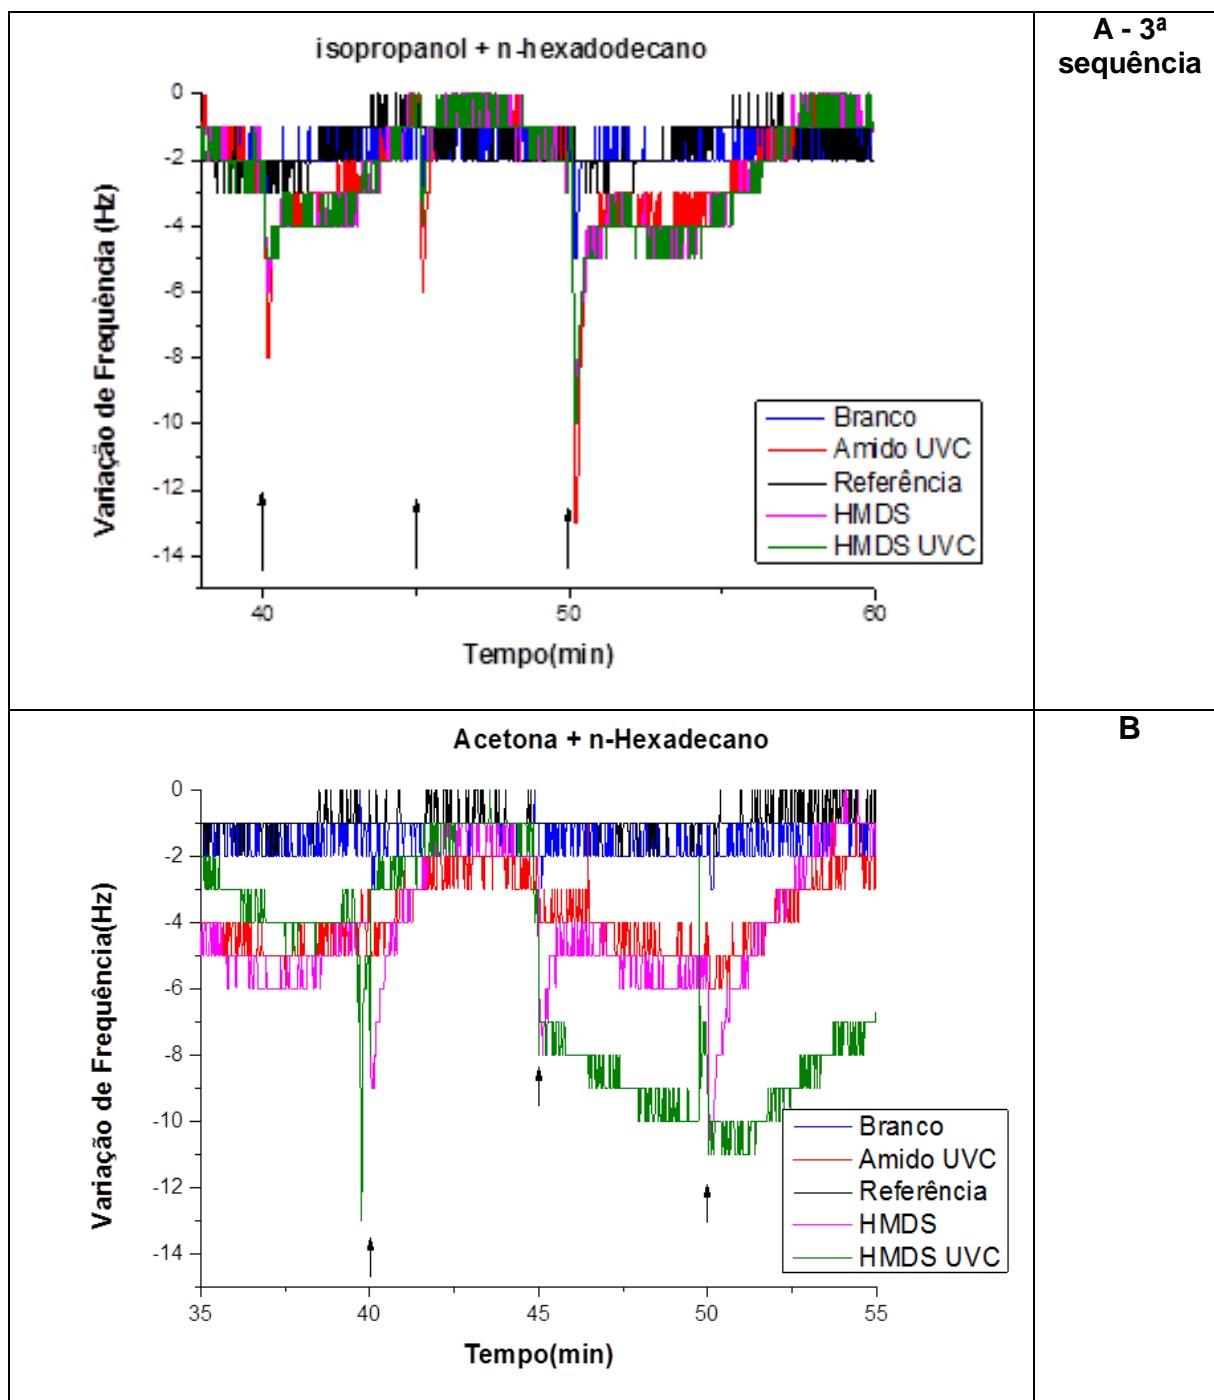 A - 3ª
sequência
isopropanol + n-hexadodecano
0
-2
-4
-6
-8
-10
-12
-14
Variação de Frequência (Hz)
Branco
Amido UVC
Referência
HMDS
HMDS UVC
40
50
60
Tempo(min)
B
Acetona + n-Hexadecano
0
-2
-4
-6
-8
-10
-12
-14
Variação de Frequência(Hz)
Branco
Amido UVC
Referência
HMDS
HMDS UVC
35
40
45
50
55
Tempo(min)